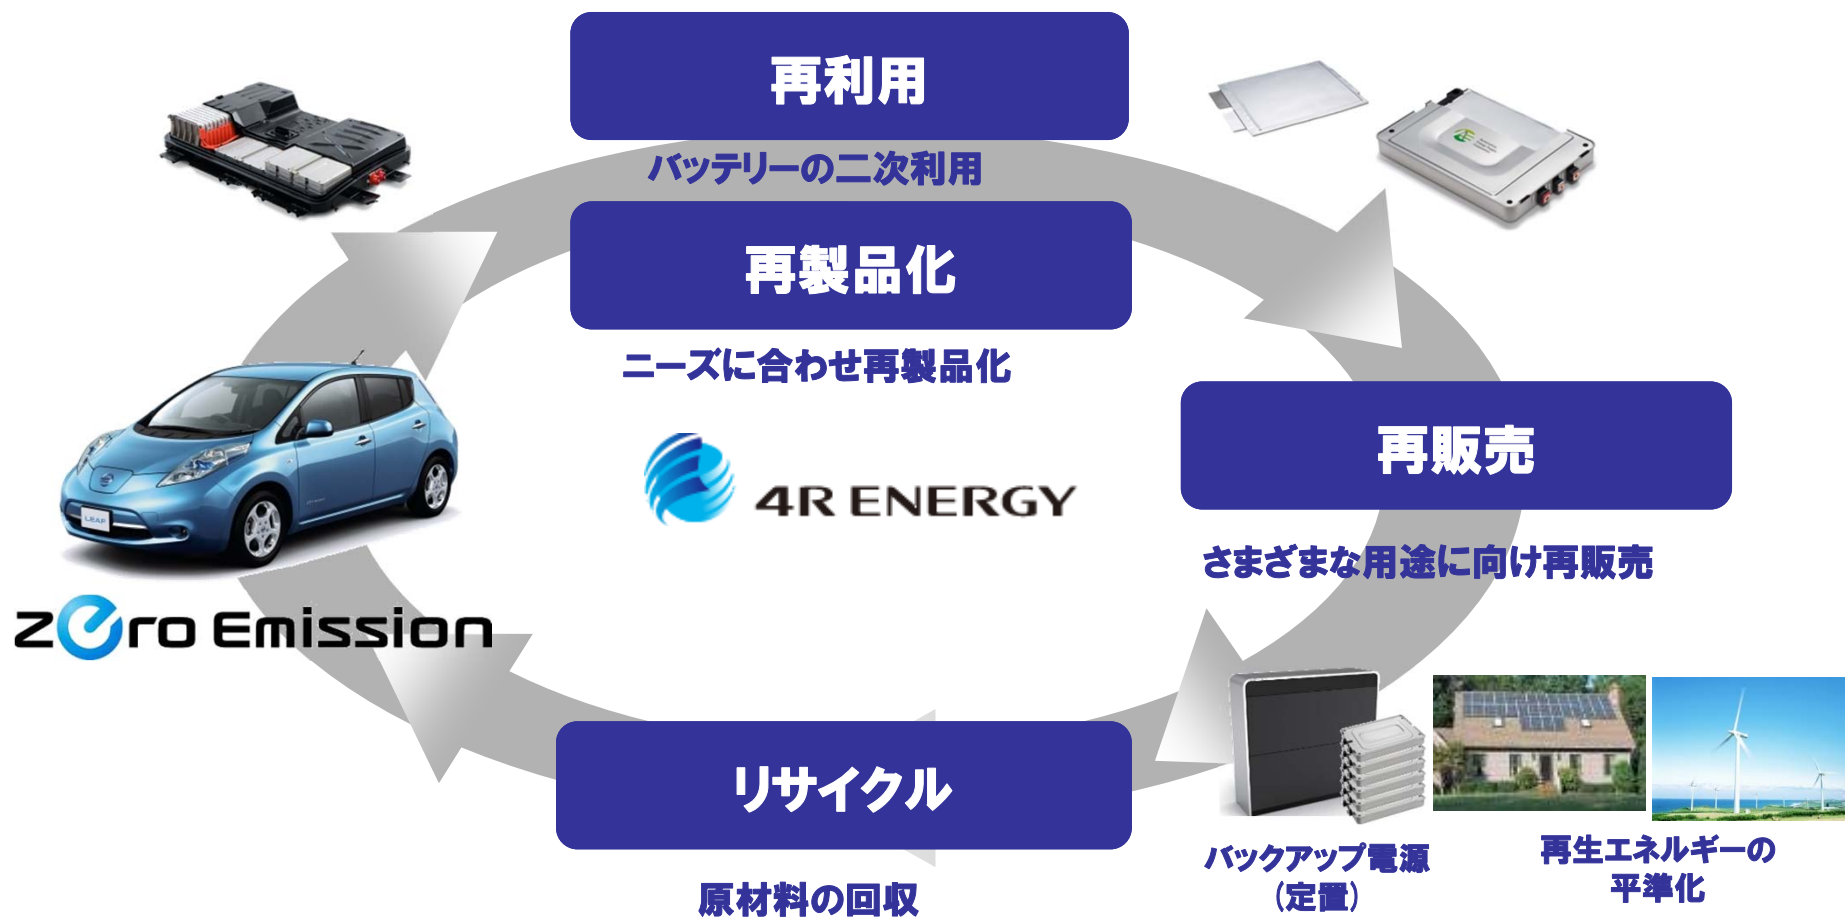 再利用
バッテリーの二次利用
再製品化
ニーズに合わせ再製品化
4R ENERGY
再販売
さまざまな用途に向け再販売
LEAF
zero Emission
リサイクル
原材料の回収
バックアップ電源
(定置)
再生エネルギーの
平準化